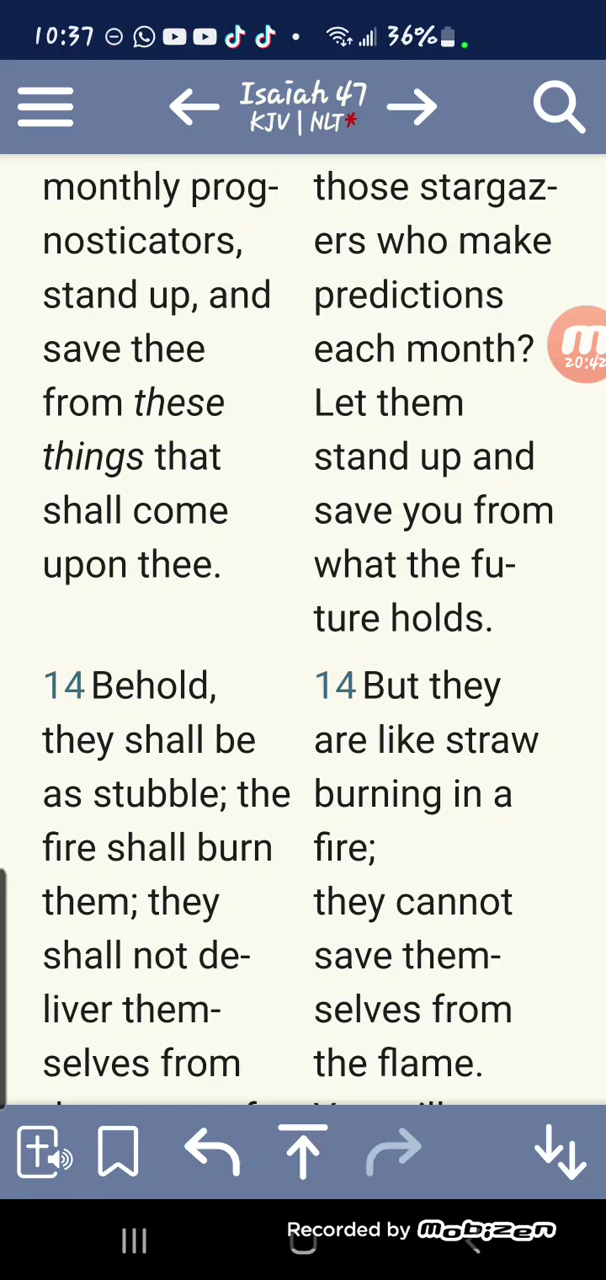 10:37 36%
Isaiah 47
KJV | NLT*
monthly prog-
nosticators,
stand up, and
save thee
from these
things that
shall come
upon thee.
14 Behold,
they shall be
as stubble; the
fire shall burn
them; they
shall not de-
liver them-
selves from
those stargaz-
ers who make
predictions
each month?
Let them
stand up and
save you from
what the fu-
ture holds.
14 But they
are like straw
burning in a
fire;
they cannot
save them-
selves from
the flame.
m
20:42
Recorded by mobizen